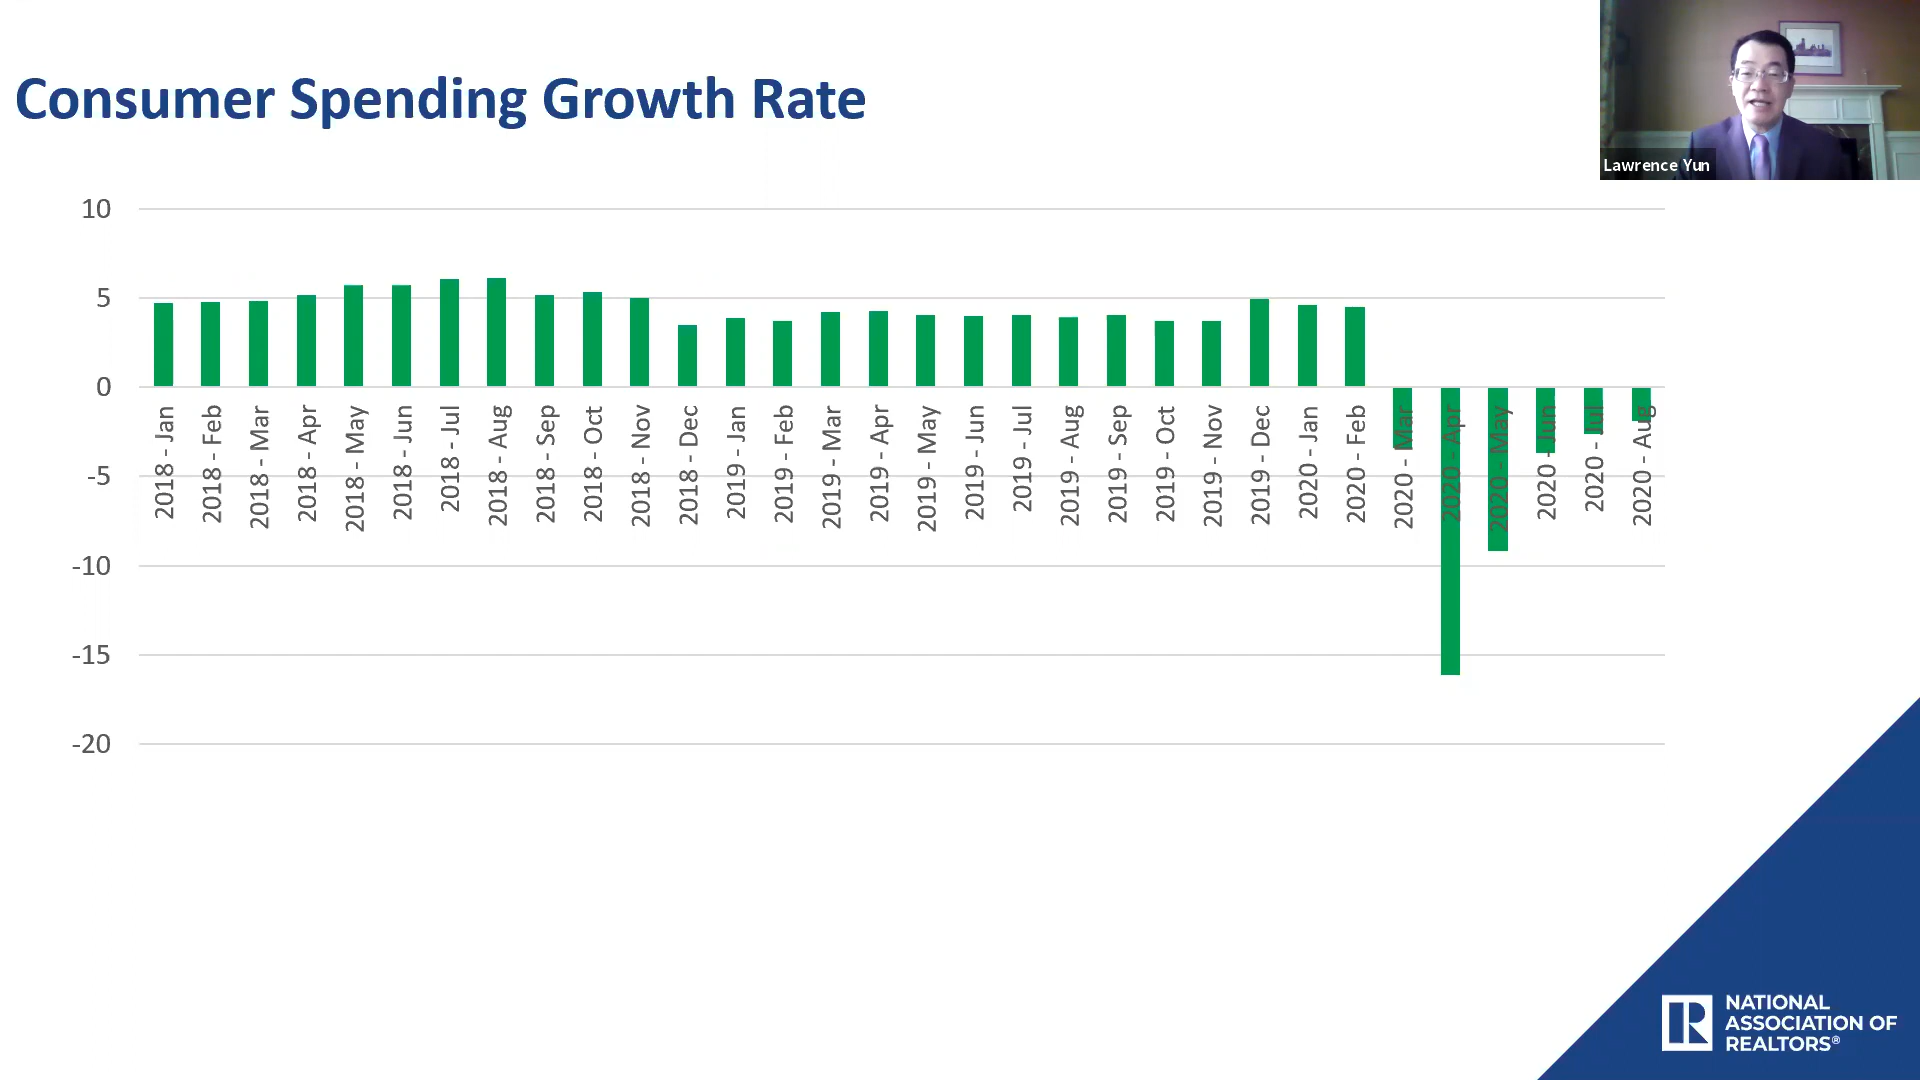 Consumer Spending Growth Rate
Lawrence Yun
10
5
0
-5
-10
-15
-20
2018 - Jan
2018 - Feb
2018 - Mar
2018 - Apr
2018 - May
2018 - Jun
2018 - Jul
2018 - Aug
2018 - Sep
2018 - Oct
2018 - Nov
2018 - Dec
2019 - Jan
2019 - Feb
2019 - Mar
2019 - Apr
2019 - May
2019 - Jun
2019 - Jul
2019 - Aug
2019 - Sep
2019 - Oct
2019 - Nov
2019 - Dec
2020 - Jan
2020 - Feb
2020 - Mar
2020 - Apr
2020 - May
2020 - Jun
2020 - Jul
2020 - Aug
NATIONAL
ASSOCIATION OF
REALTORS®